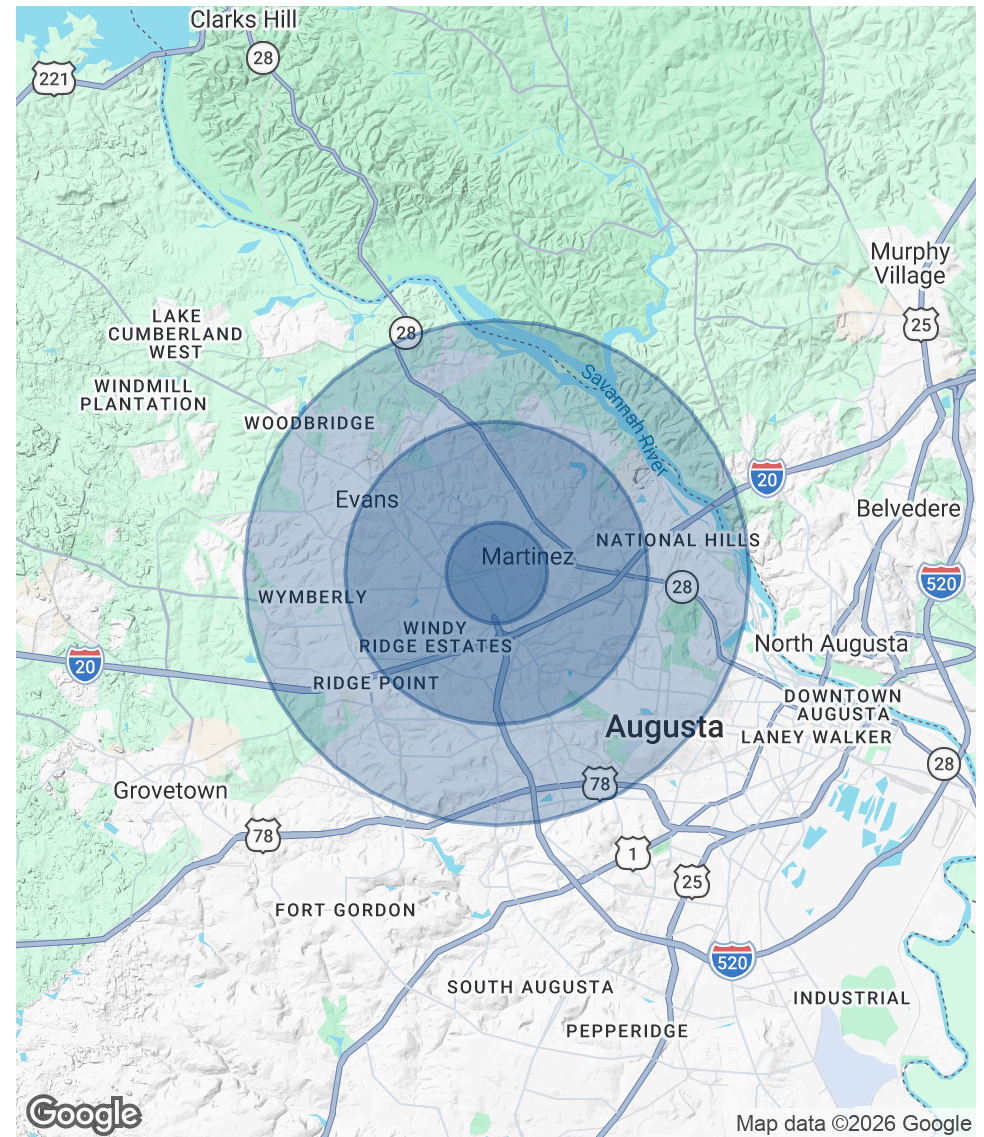 Clarks Hill
28
221
Murphy
Village
25
LAKE
CUMBERLAND
WEST
28
WINDMILL
PLANTATION
Savannah River
WOODBRIDGE
20
Evans
Belvedere
NATIONAL HILLS
Martinez
520
28
WYMBERLY
WINDY
RIDGE ESTATES
North Augusta
20
RIDGE POINT
DOWNTOWN
AUGUSTA
Augusta
LANEY WALKER
28
78
Grovetown
78
1
25
FORT GORDON
520
SOUTH AUGUSTA
INDUSTRIAL
PEPPERIDGE
Google
Map data ©2026 Google